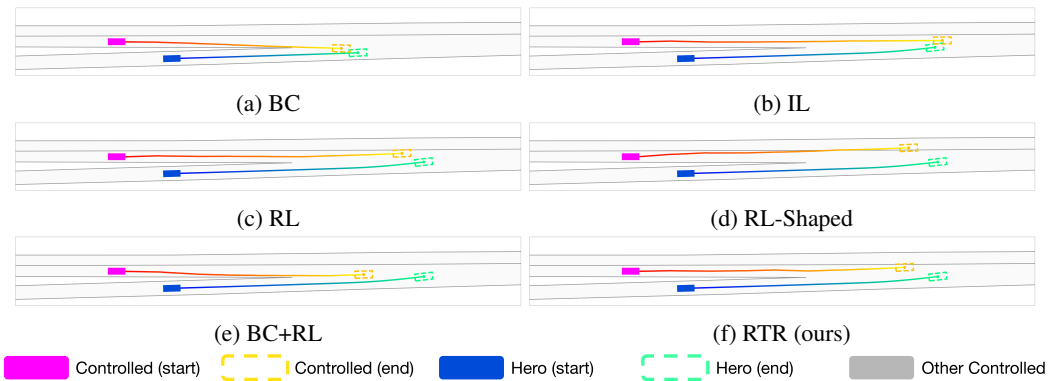 (a) BC
(b) IL
(c) RL
(d) RL-Shaped
(e) BC+RL
(f) RTR (ours)
Controlled (start)
Controlled (end)
Hero (start)
Hero (end)
Other Controlled